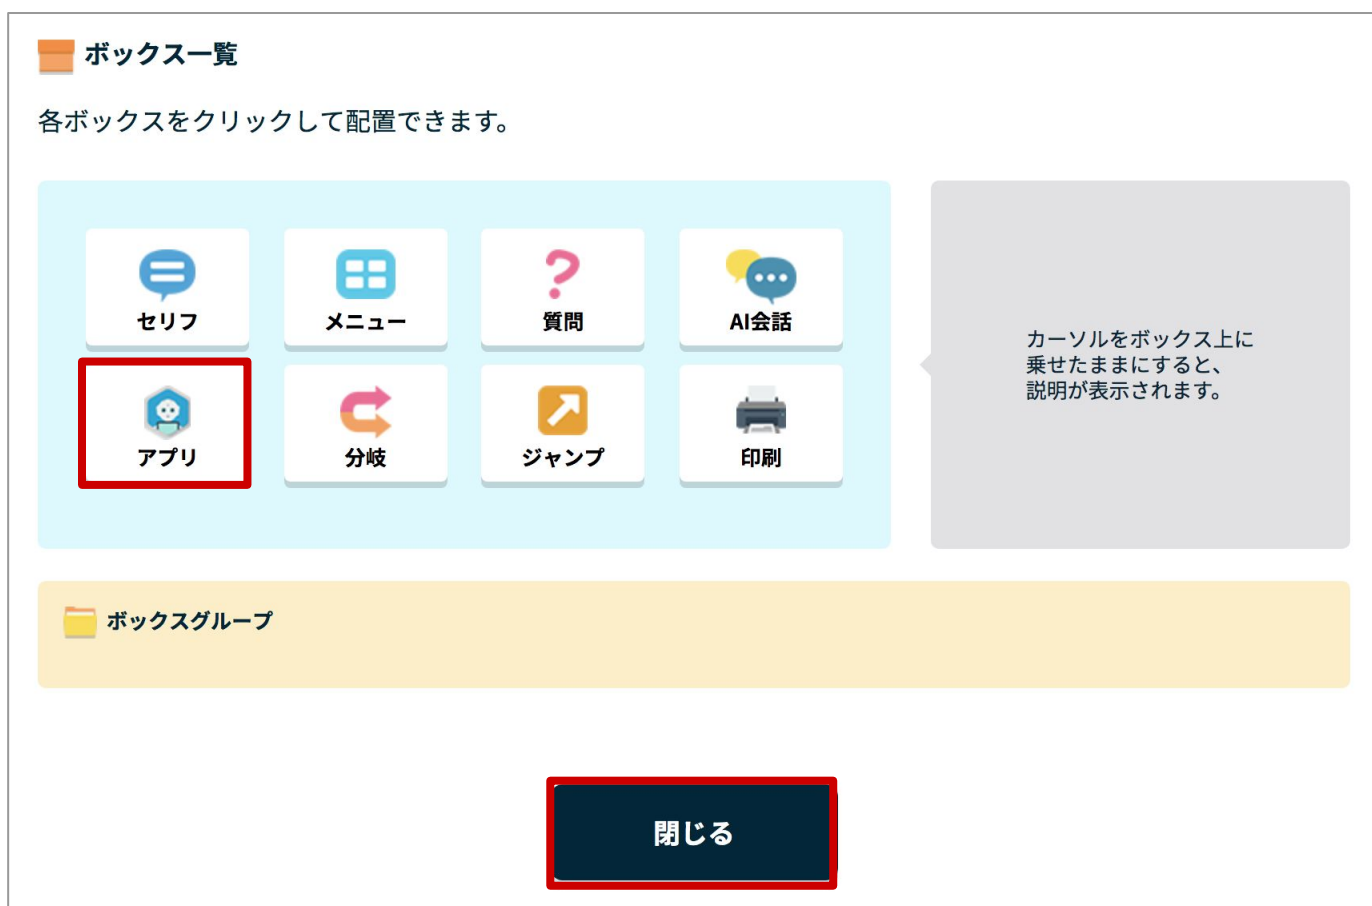 ボックス一覧
各ボックスをクリックして配置できます。
セリフ
メニュー
質問
AI会話
アプリ
分岐
ジャンプ
印刷
カーソルをボックス上に
乗せたままにすると、
説明が表示されます。
ボックスグループ
閉じる